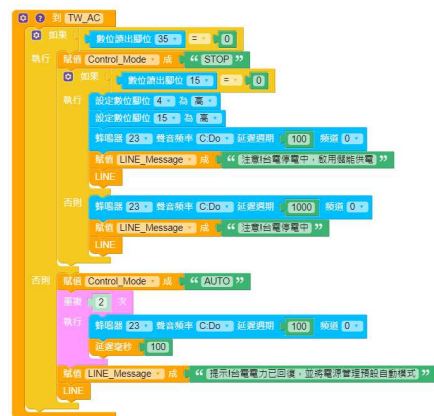 到 TW_AC
如果 數位讀出腳位 35 = 0
執行 賦值 Control_Mode 成 “ STOP ”
如果 數位讀出腳位 15 = 0
執行 設定數位腳位 4 為 高
設定數位腳位 15 為 高
蜂鳴器 23 聲音頻率 C:Do 延遲週期 100 頻道 0
賦值 LINE_Message 成 “ 注意!台電停電中，啟用儲能供電 ”
LINE
否則 蜂鳴器 23 聲音頻率 C:Do 延遲週期 1000 頻道 0
賦值 LINE_Message 成 “ 注意!台電停電中 ”
LINE
否則 賦值 Control_Mode 成 “ AUTO ”
重複 2 次
執行 蜂鳴器 23 聲音頻率 C:Do 延遲週期 100 頻道 0
延遲毫秒 100
賦值 LINE_Message 成 “ 提示!台電電力已回復，並將電源管理預設自動模式 ”
LINE